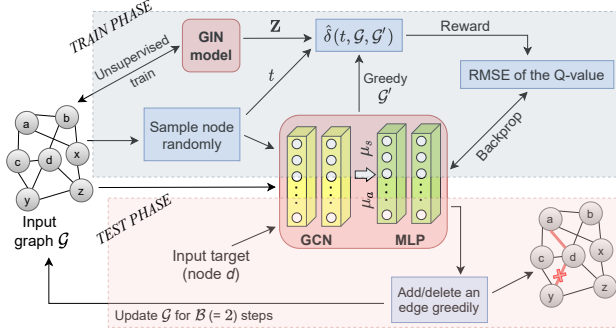 TRAIN PHASE
Unsupervised
train
GIN
model
Z
t
δ̂(t, G, G′)
Reward
RMSE of the Q-value
Greedy
G′
Backprop
Sample node
randomly
a
b
c
d
x
y
z
Input
graph G
μs
μa
GCN
MLP
TEST PHASE
Input target
(node d)
Add/delete an
edge greedily
Update G for B (= 2) steps
a
b
c
d
x
y
z